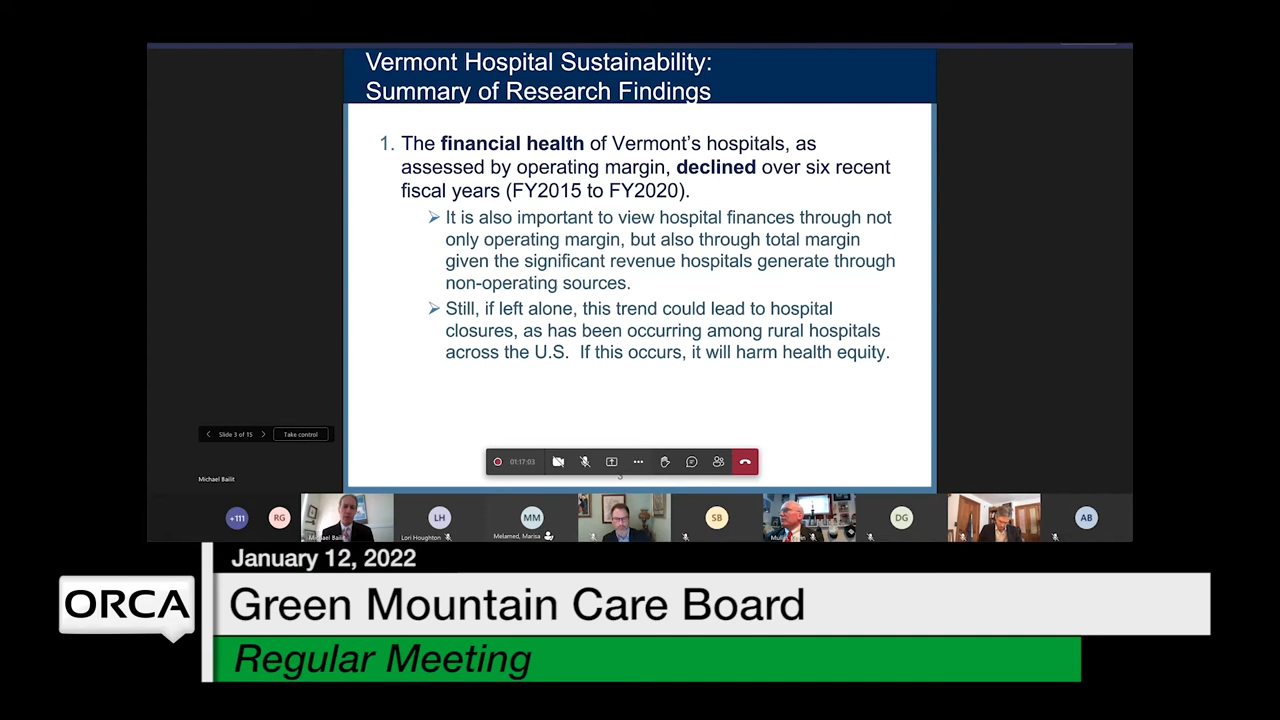 Vermont Hospital Sustainability:
Summary of Research Findings
1. The financial health of Vermont's hospitals, as
assessed by operating margin, declined over six recent
fiscal years (FY2015 to FY2020).
It is also important to view hospital finances through not
only operating margin, but also through total margin
given the significant revenue hospitals generate through
non-operating sources.
Still, if left alone, this trend could lead to hospital
closures, as has been occurring among rural hospitals
across the U.S. If this occurs, it will harm health equity.
Slide 3 of 15
Take control
01:17:03
Michael Bailit
+111
RG
LH
MM
SB
DG
AB
Michael Bailit
Lori Houghton
Melamed, Marisa
January 12, 2022
ORCA
Green Mountain Care Board
Regular Meeting